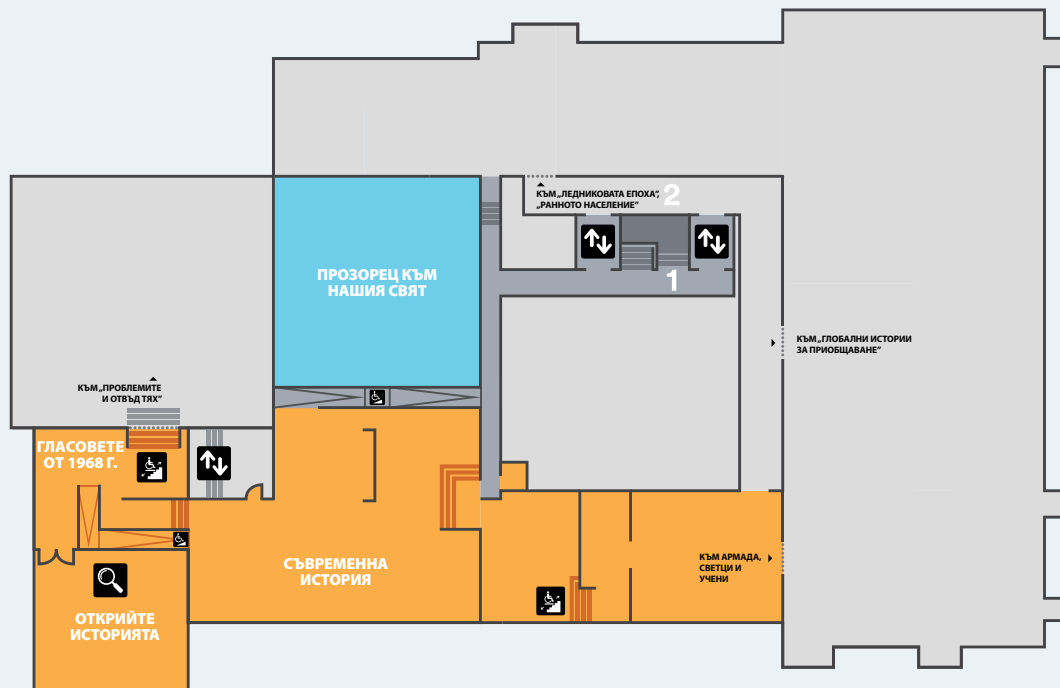 КЪМ „ЛЕДНИКОВАТА ЕПОХА“,
„РАННОТО НАСЕЛЕНИЕ“
2
1
ПРОЗОРЕЦ КЪМ
НАШИЯ СВЯТ
КЪМ „ГЛОБАЛНИ ИСТОРИИ
ЗА ПРИОБЩАВАНЕ“
КЪМ „ПРОБЛЕМИТЕ
И ОТВЪД ТЯХ“
ГЛАСОВЕТЕ
ОТ 1968 Г.
СЪВРЕМЕННА
ИСТОРИЯ
КЪМ АРМАДА,
СВЕТЦИ И
УЧЕНИ
ОТКРИЙТЕ
ИСТОРИЯТА